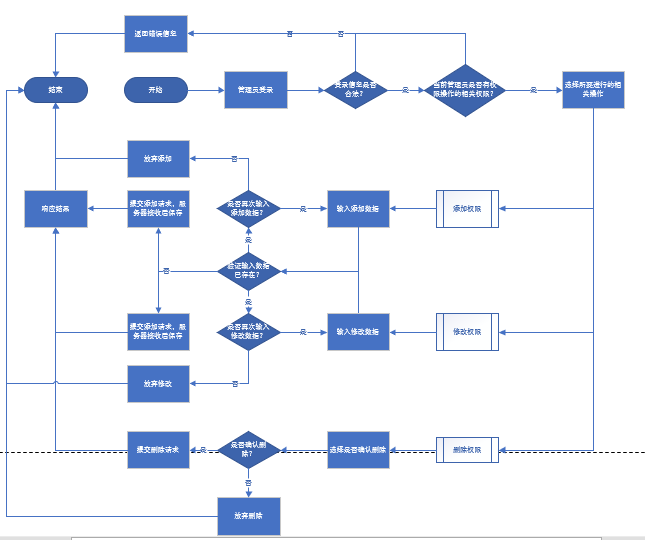 返回错误信息
否
否
结束
开始
管理员登录
登录信息是否
合法?
是
当前管理员是否有权
限操作的相关权限?
是
选择所要进行的相
关操作
放弃添加
否
响应结果
提交添加请求,服
务器接收后保存
是否再次输入
添加数据?
是
输入添加数据
添加权限
是
否
验证输入数据
已存在?
是
提交添加请求,服
务器接收后保存
是否再次输入
修改数据?
是
输入修改数据
修改权限
放弃修改
否
提交删除请求
是
是否确认删
除?
选择是否确认删除
删除权限
否
放弃删除